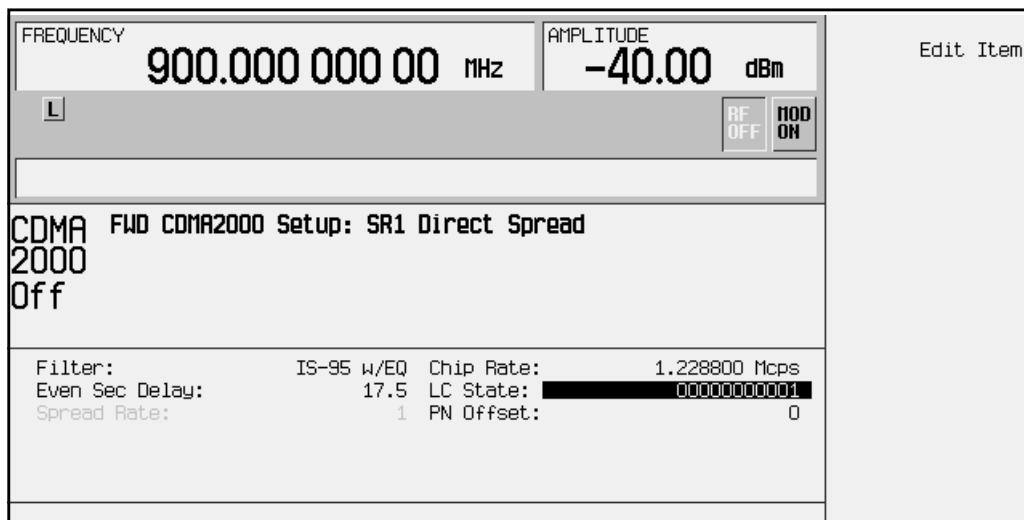 FREQUENCY
900.000 000 00 MHz
AMPLITUDE
-40.00 dBm
Edit Item
L
RF OFF
MOD ON
CDMA 2000 Off
FWD CDMA2000 Setup: SR1 Direct Spread
Filter: IS-95 w/EQ Chip Rate: 1.228800 Mcps
Even Sec Delay: 17.5 LC State: 00000000001
Spread Rate: 1 PN Offset: 0